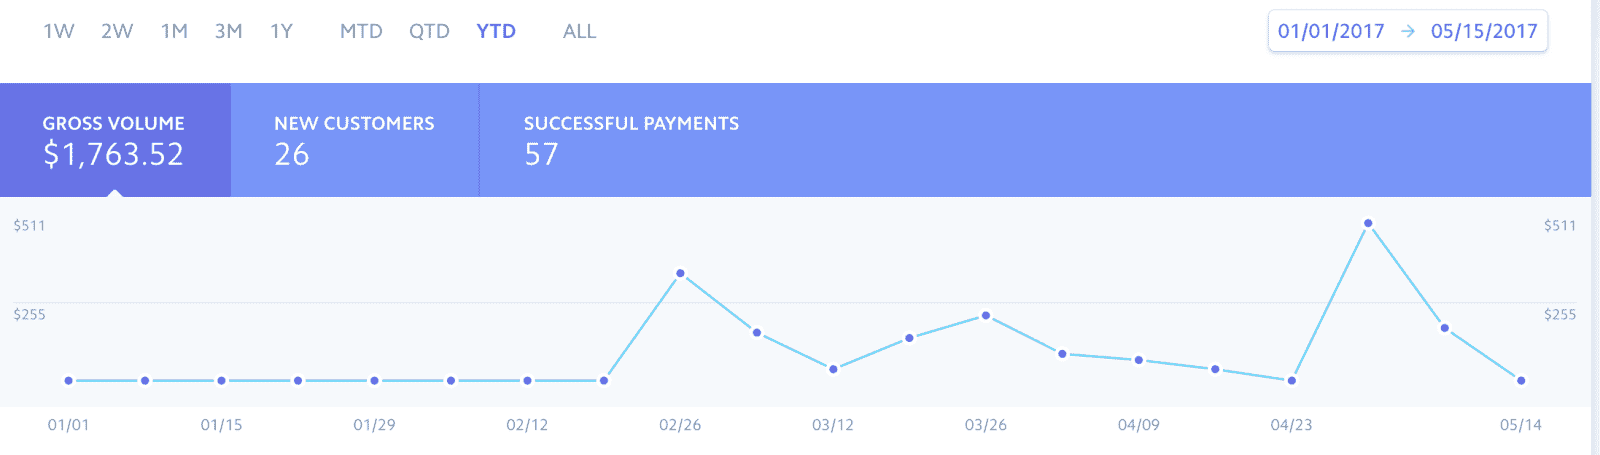 1W 2W 1M 3M 1Y MTD QTD YTD ALL 01/01/2017 → 05/15/2017
GROSS VOLUME NEW CUSTOMERS SUCCESSFUL PAYMENTS
$1,763.52 26 57
$511 $511
$255 $255
01/01 01/15 01/29 02/12 02/26 03/12 03/26 04/09 04/23 05/14